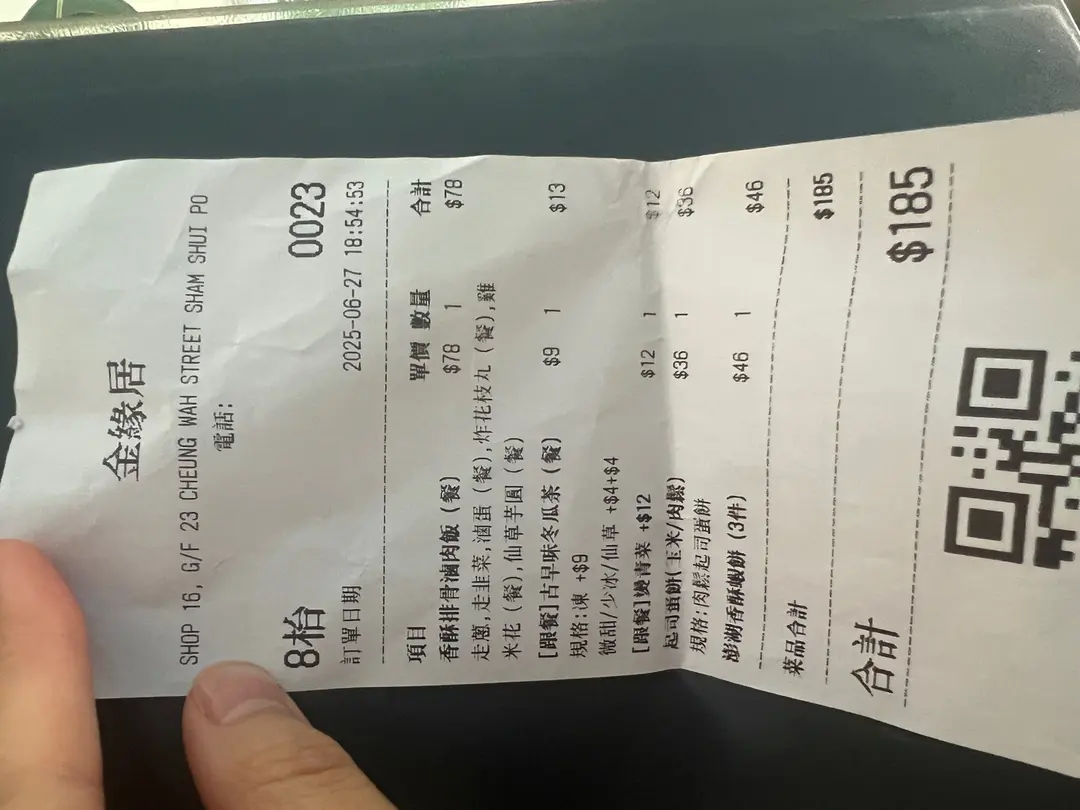 金緣居
SHOP 16, G/F 23 CHEUNG WAH STREET SHAM SHUI PO
電話:
8枱 0023
訂單日期 2025-06-27 18:54:53
項目 單價 數量 合計
香酥排骨滷肉飯 (餐) $78 1 $78
走蔥,走韭菜,滷蛋 (餐),炸花枝丸 (餐),雞
米花 (餐),仙草芋圓 (餐)
[跟餐]古早味冬瓜茶 (餐) $9 1 $13
規格:凍 +$9
微甜/少冰/仙草 +$4+$4
[跟餐]變青菜 +$12 $12 1 $12
起司蛋餅(玉米/肉鬆) $36 1 $36
規格:肉鬆起司蛋餅
澎湖香酥蝦餅 (3件) $46 1 $46
菜品合計 $185
合計 $185